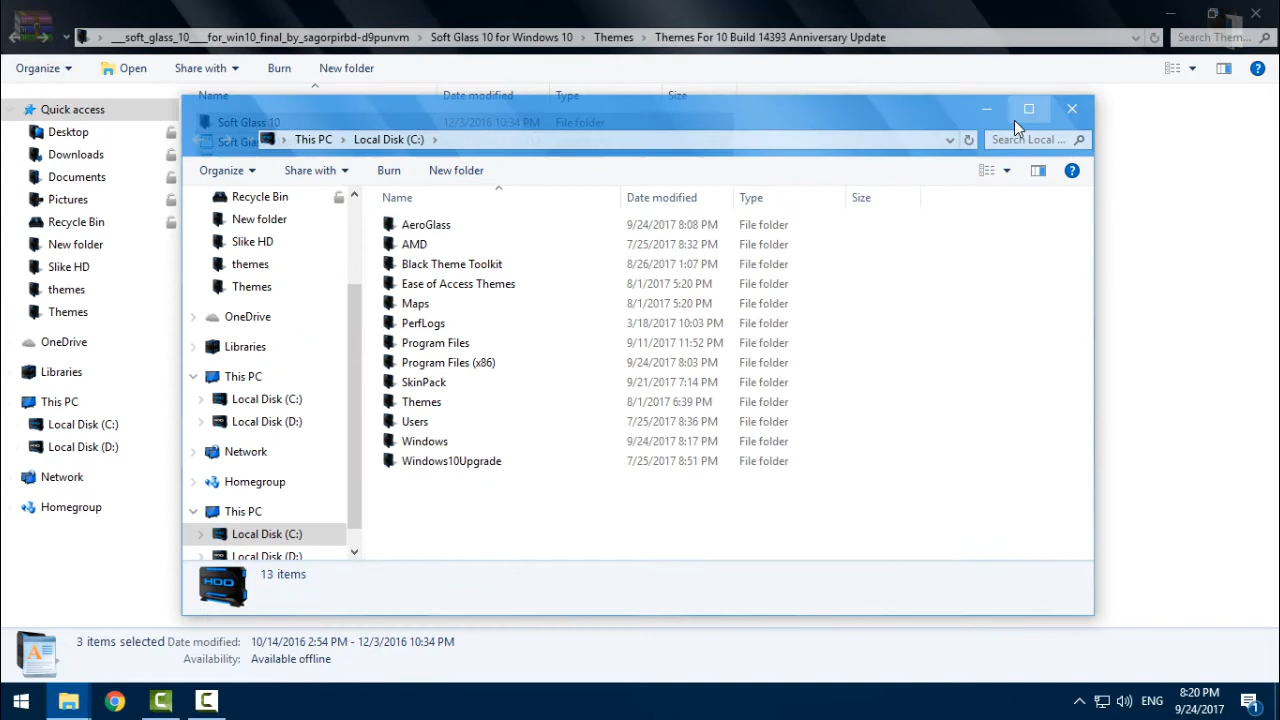 ___soft_glass_10____for_win10_final_by_sagorpirbd-d9punvm Soft Glass 10 for Windows 10 Themes Themes For 10 Build 14393 Anniversary Update Search Them...
Organize Open Share with Burn New folder
Name Date modified Type Size
Quick access
Soft Glass 10 12/3/2016 10:34 PM File folder
Desktop
Downloads
Documents
Pictures
Recycle Bin
New folder
Slike HD
themes
Themes
OneDrive
Libraries
This PC
Local Disk (C:)
Local Disk (D:)
Network
Homegroup
This PC Local Disk (C:) Search Local ...
Organize Share with Burn New folder
Recycle Bin
New folder
Slike HD
themes
Themes
OneDrive
Libraries
This PC
Local Disk (C:)
Local Disk (D:)
Network
Homegroup
This PC
Local Disk (C:)
Local Disk (D:)
Name Date modified Type Size
AeroGlass 9/24/2017 8:08 PM File folder
AMD 7/25/2017 8:32 PM File folder
Black Theme Toolkit 8/26/2017 1:07 PM File folder
Ease of Access Themes 8/1/2017 5:20 PM File folder
Maps 8/1/2017 5:20 PM File folder
PerfLogs 3/18/2017 10:03 PM File folder
Program Files 9/11/2017 11:52 PM File folder
Program Files (x86) 9/24/2017 8:03 PM File folder
SkinPack 9/21/2017 7:14 PM File folder
Themes 8/1/2017 6:39 PM File folder
Users 7/25/2017 8:36 PM File folder
Windows 9/24/2017 8:17 PM File folder
Windows10Upgrade 7/25/2017 8:51 PM File folder
HDD
13 items
3 items selected Date modified: 10/14/2016 2:54 PM - 12/3/2016 10:34 PM
Availability: Available offline
ENG
8:20 PM
9/24/2017
1